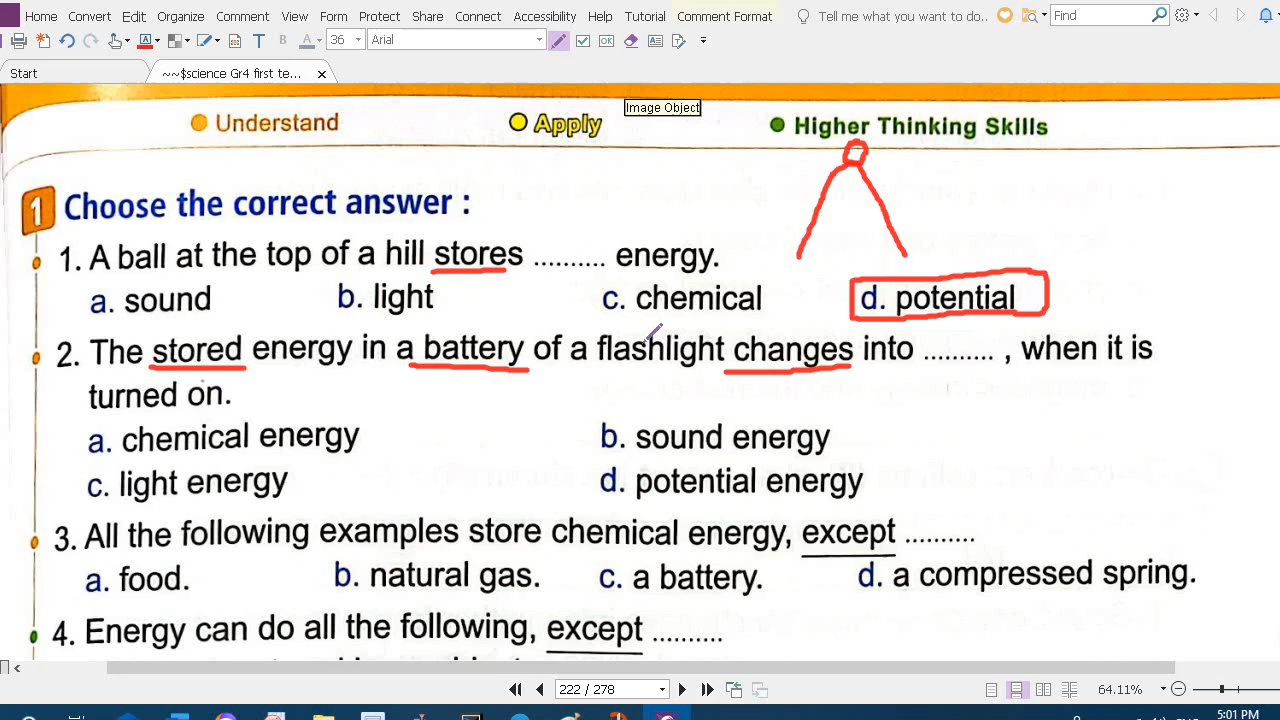 Home Convert Edit Organize Comment View Form Protect Share Connect Accessibility Help Tutorial Comment Format Tell me what you want to do.. Find
36 Arial
Start ~~$science Gr4 first te...
Image Object
Understand Apply Higher Thinking Skills
1 Choose the correct answer :
1. A ball at the top of a hill stores .......... energy.
a. sound b. light c. chemical d. potential
2. The stored energy in a battery of a flashlight changes into .......... , when it is
turned on.
a. chemical energy b. sound energy
c. light energy d. potential energy
3. All the following examples store chemical energy, except ..........
a. food. b. natural gas. c. a battery. d. a compressed spring.
4. Energy can do all the following, except ..........
222 / 278 64.11%
5:01 PM